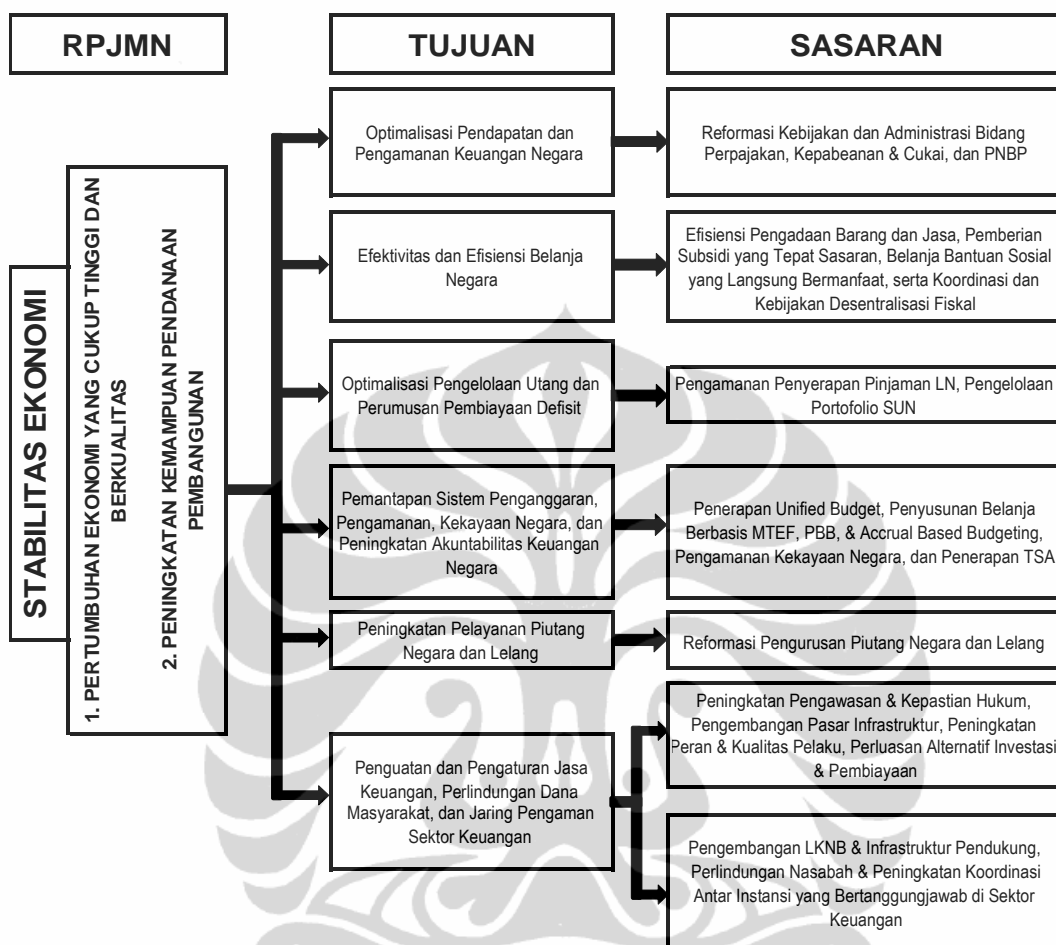 RPJMN
TUJUAN
SASARAN
STABILITAS EKONOMI
1. PERTUMBUHAN EKONOMI YANG CUKUP TINGGI DAN
BERKUALITAS
2. PENINGKATAN KEMAMPUAN PENDANAAN
PEMBANGUNAN
Optimalisasi Pendapatan dan
Pengamanan Keuangan Negara
Reformasi Kebijakan dan Administrasi Bidang
Perpajakan, Kepabeanan & Cukai, dan PNBP
Efektivitas dan Efisiensi Belanja
Negara
Efisiensi Pengadaan Barang dan Jasa, Pemberian
Subsidi yang Tepat Sasaran, Belanja Bantuan Sosial
yang Langsung Bermanfaat, serta Koordinasi dan
Kebijakan Desentralisasi Fiskal
Optimalisasi Pengelolaan Utang dan
Perumusan Pembiayaan Defisit
Pengamanan Penyerapan Pinjaman LN, Pengelolaan
Portofolio SUN
Pemantapan Sistem Penganggaran,
Pengamanan, Kekayaan Negara, dan
Peningkatan Akuntabilitas Keuangan
Negara
Penerapan Unified Budget, Penyusunan Belanja
Berbasis MTEF, PBB, & Accrual Based Budgeting,
Pengamanan Kekayaan Negara, dan Penerapan TSA
Peningkatan Pelayanan Piutang
Negara dan Lelang
Reformasi Pengurusan Piutang Negara dan Lelang
Penguatan dan Pengaturan Jasa
Keuangan, Perlindungan Dana
Masyarakat, dan Jaring Pengaman
Sektor Keuangan
Peningkatan Pengawasan & Kepastian Hukum,
Pengembangan Pasar Infrastruktur, Peningkatan
Peran & Kualitas Pelaku, Perluasan Alternatif Investasi
& Pembiayaan
Pengembangan LKNB & Infrastruktur Pendukung,
Perlindungan Nasabah & Peningkatan Koordinasi
Antar Instansi yang Bertanggungjawab di Sektor
Keuangan